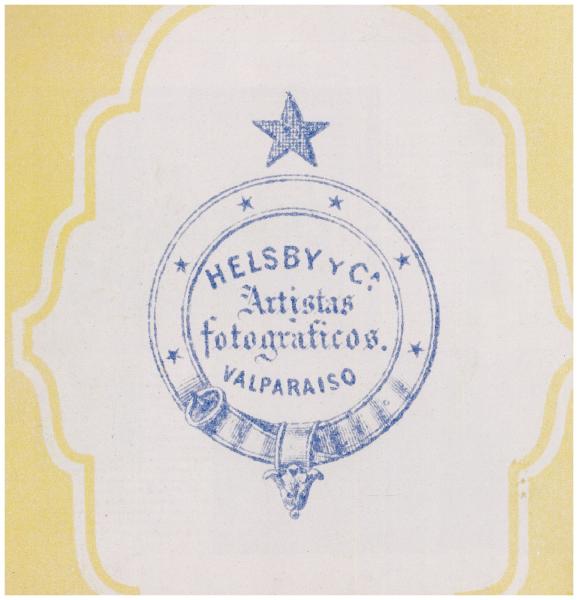 HELSBY Y Cª.
Artistas
fotograficos.
VALPARAISO